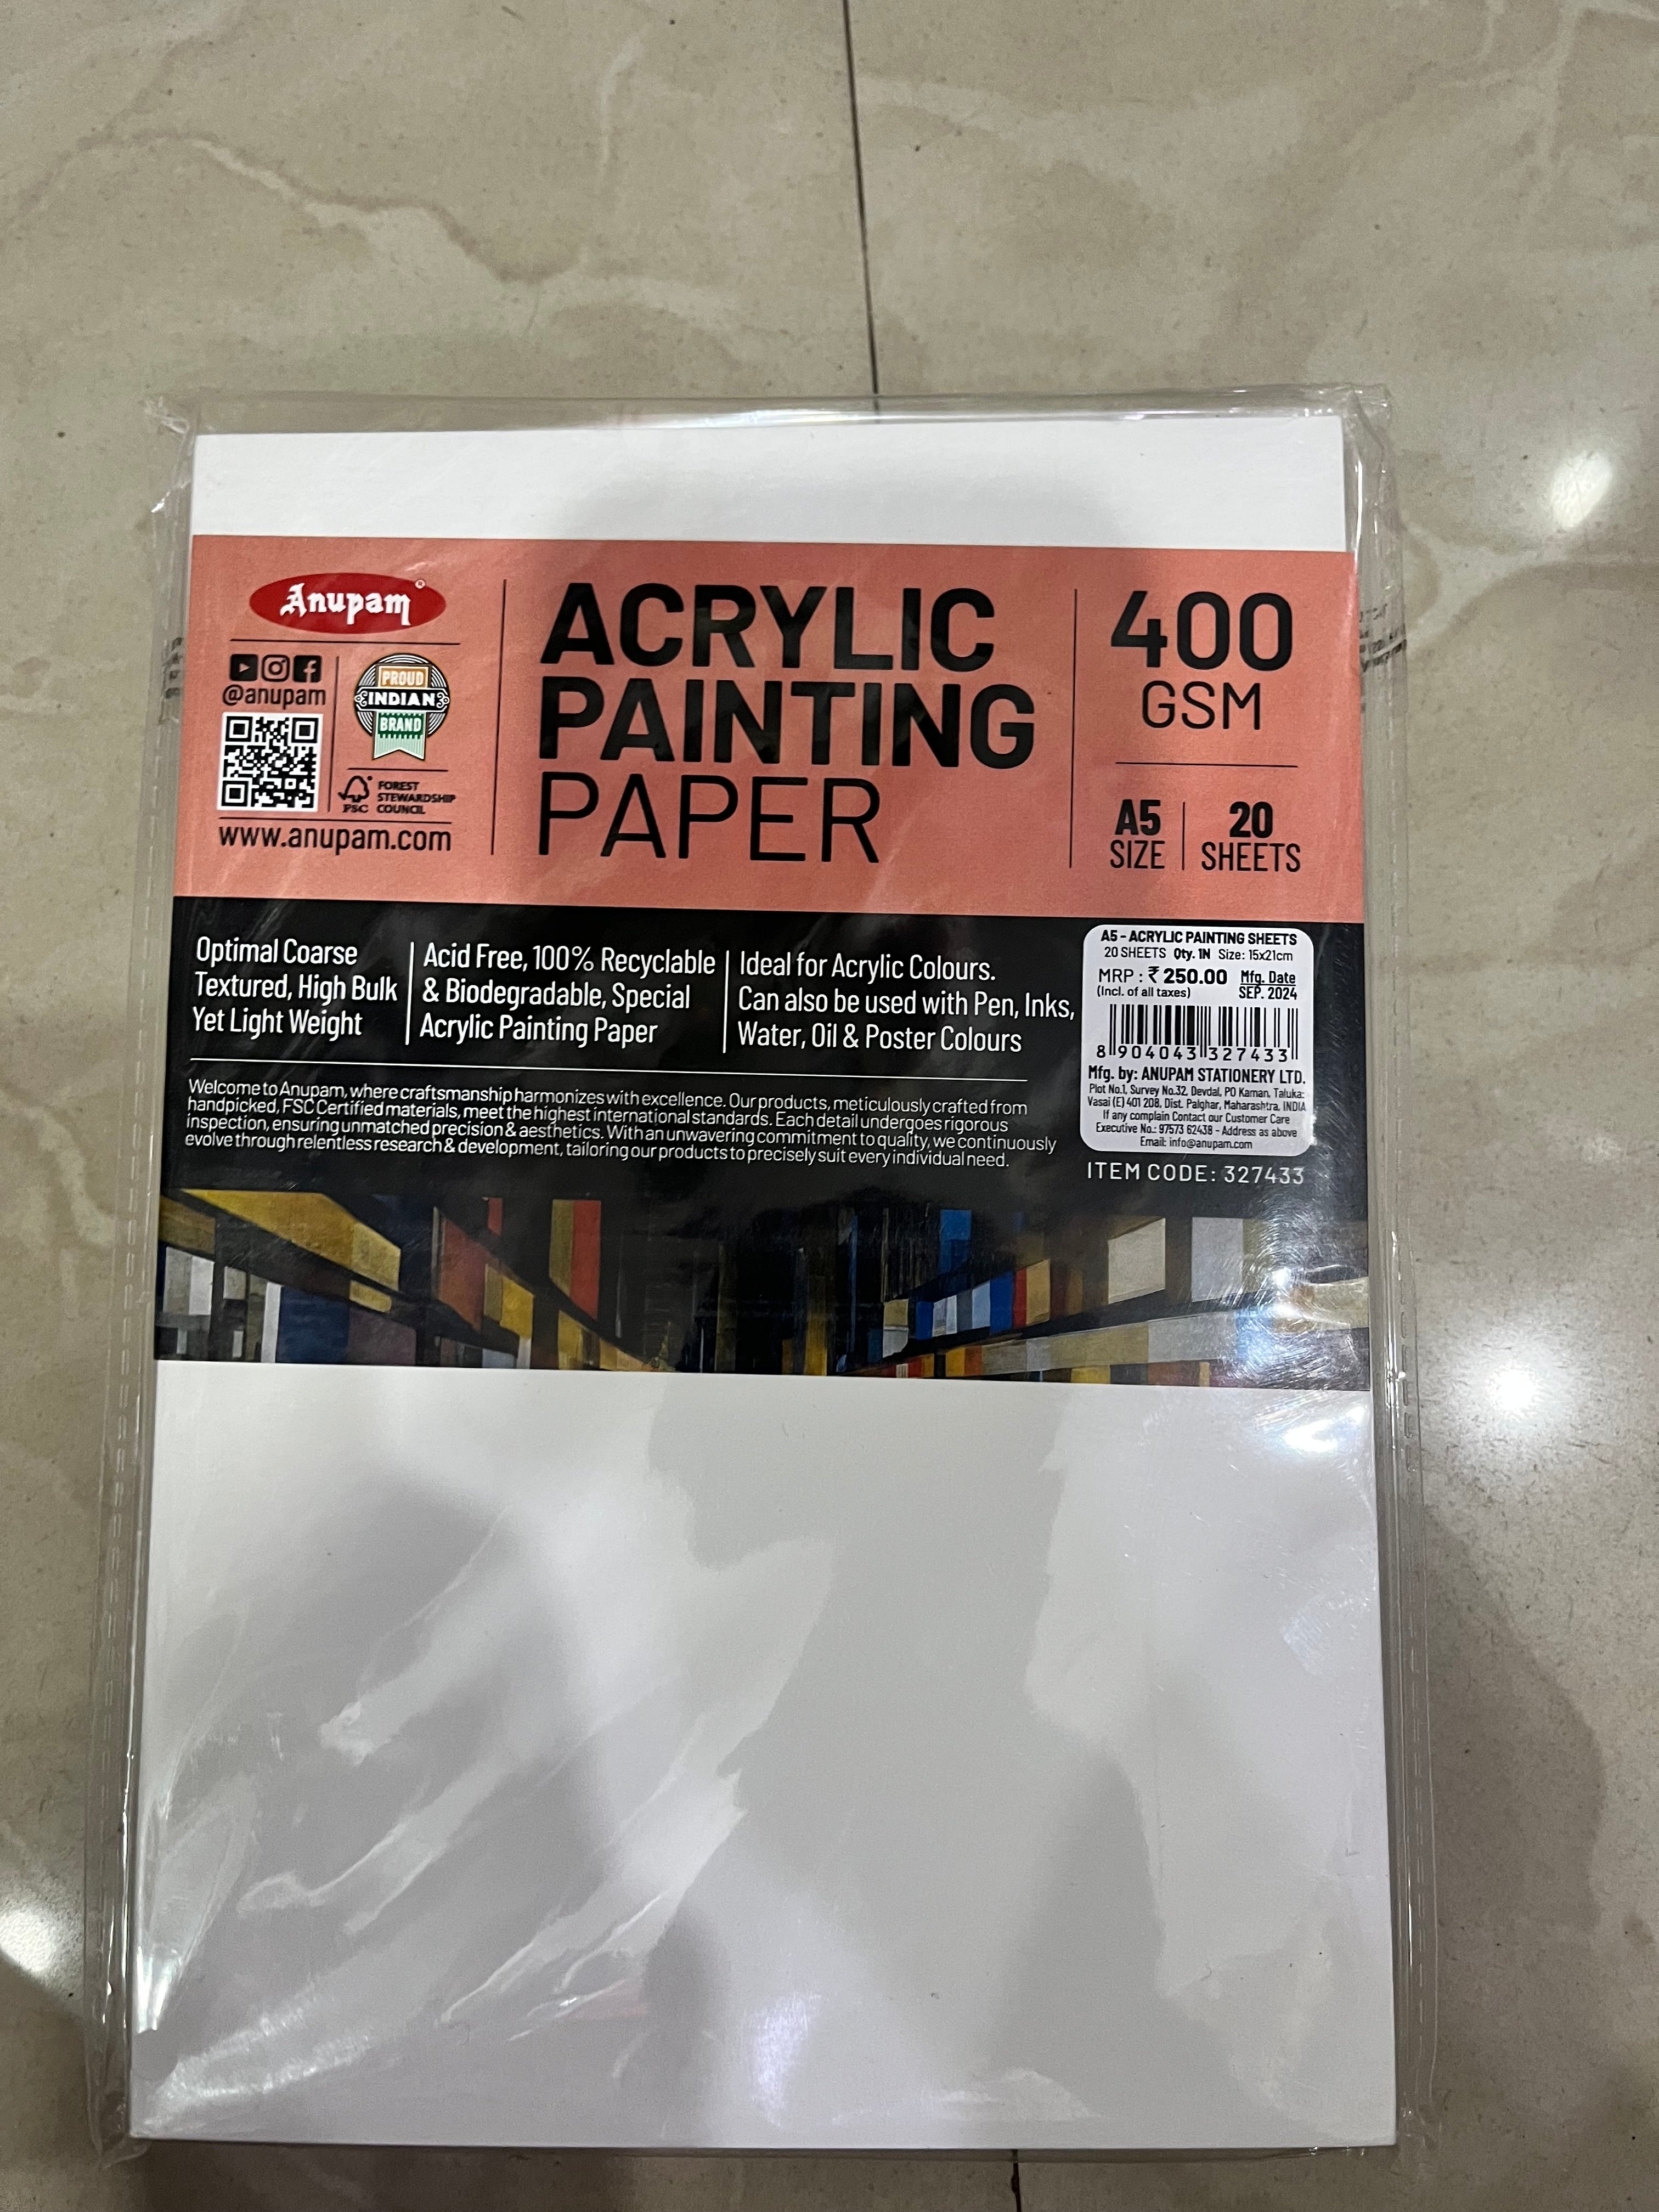 Anupam®
@anupam
PROUD
INDIAN
BRAND
FSC
FOREST
STEWARDSHIP
COUNCIL
www.anupam.com
ACRYLIC
PAINTING
PAPER
400
GSM
A5
SIZE
20
SHEETS
Optimal Coarse
Textured, High Bulk
Yet Light Weight
Acid Free, 100% Recyclable
& Biodegradable, Special
Acrylic Painting Paper
Ideal for Acrylic Colours.
Can also be used with Pen, Inks,
Water, Oil & Poster Colours
Welcome to Anupam, where craftsmanship harmonizes with excellence. Our products, meticulously crafted from
handpicked, FSC Certified materials, meet the highest international standards. Each detail undergoes rigorous
inspection, ensuring unmatched precision & aesthetics. With an unwavering commitment to quality, we continuously
evolve through relentless research & development, tailoring our products to precisely suit every individual need.
A5 - ACRYLIC PAINTING SHEETS
20 SHEETS Qty. 1N Size: 15x21cm
MRP : ₹ 250.00 Mfg. Date
(Incl. of all taxes) SEP. 2024
8 904043 327433
Mfg. by: ANUPAM STATIONERY LTD.
Plot No.1, Survey No.32, Devdal, PO Kaman, Taluka:
Vasai (E) 401 208, Dist. Palghar, Maharashtra, INDIA
If any complain Contact our Customer Care
Executive No.: 97573 62438 - Address as above
Email: info@anupam.com
ITEM CODE: 327433